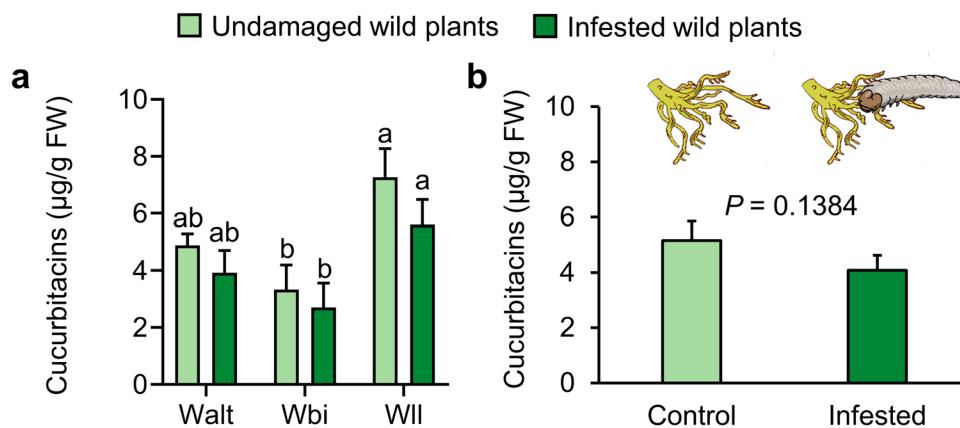 Undamaged wild plants Infested wild plants
a
Cucurbitacins (µg/g FW)
10
8
6
4
2
0
ab ab
b b
a
a
Walt Wbi Wll
b
Cucurbitacins (µg/g FW)
10
8
6
4
2
0
P = 0.1384
Control Infested